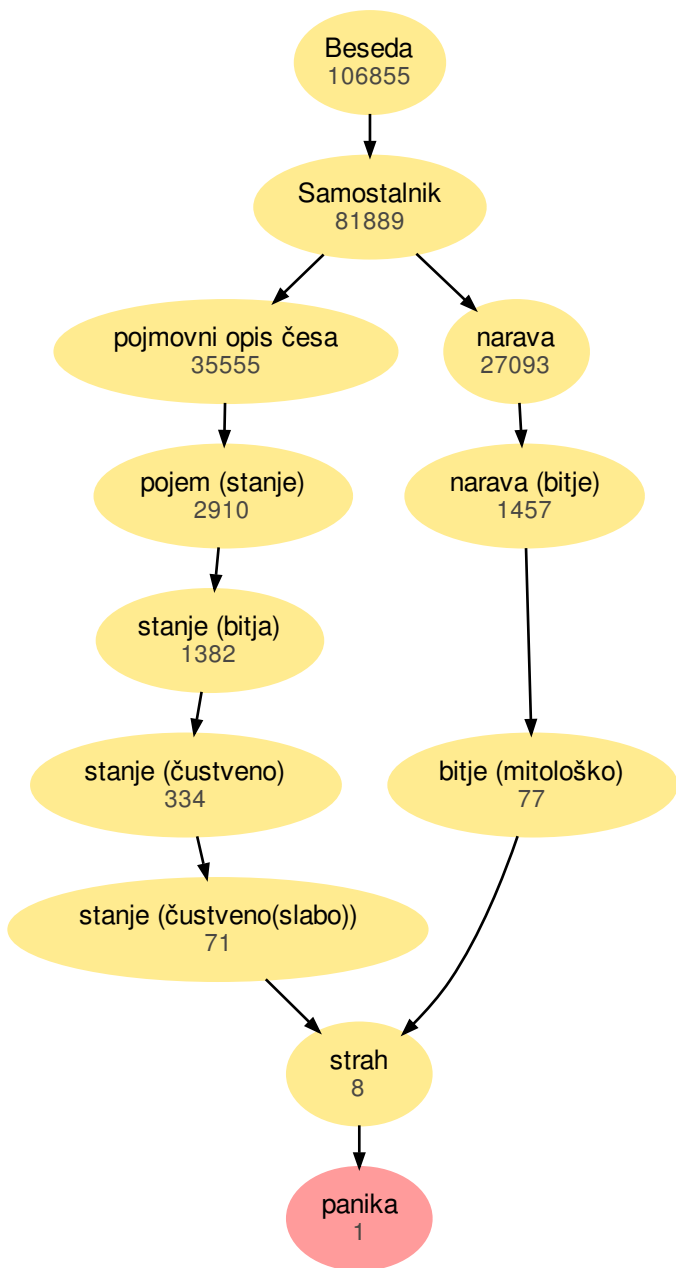 Beseda
106855
Samostalnik
81889
pojmovni opis česa
35555
narava
27093
pojem (stanje)
2910
narava (bitje)
1457
stanje (bitja)
1382
stanje (čustveno)
334
bitje (mitološko)
77
stanje (čustveno(slabo))
71
strah
8
panika
1